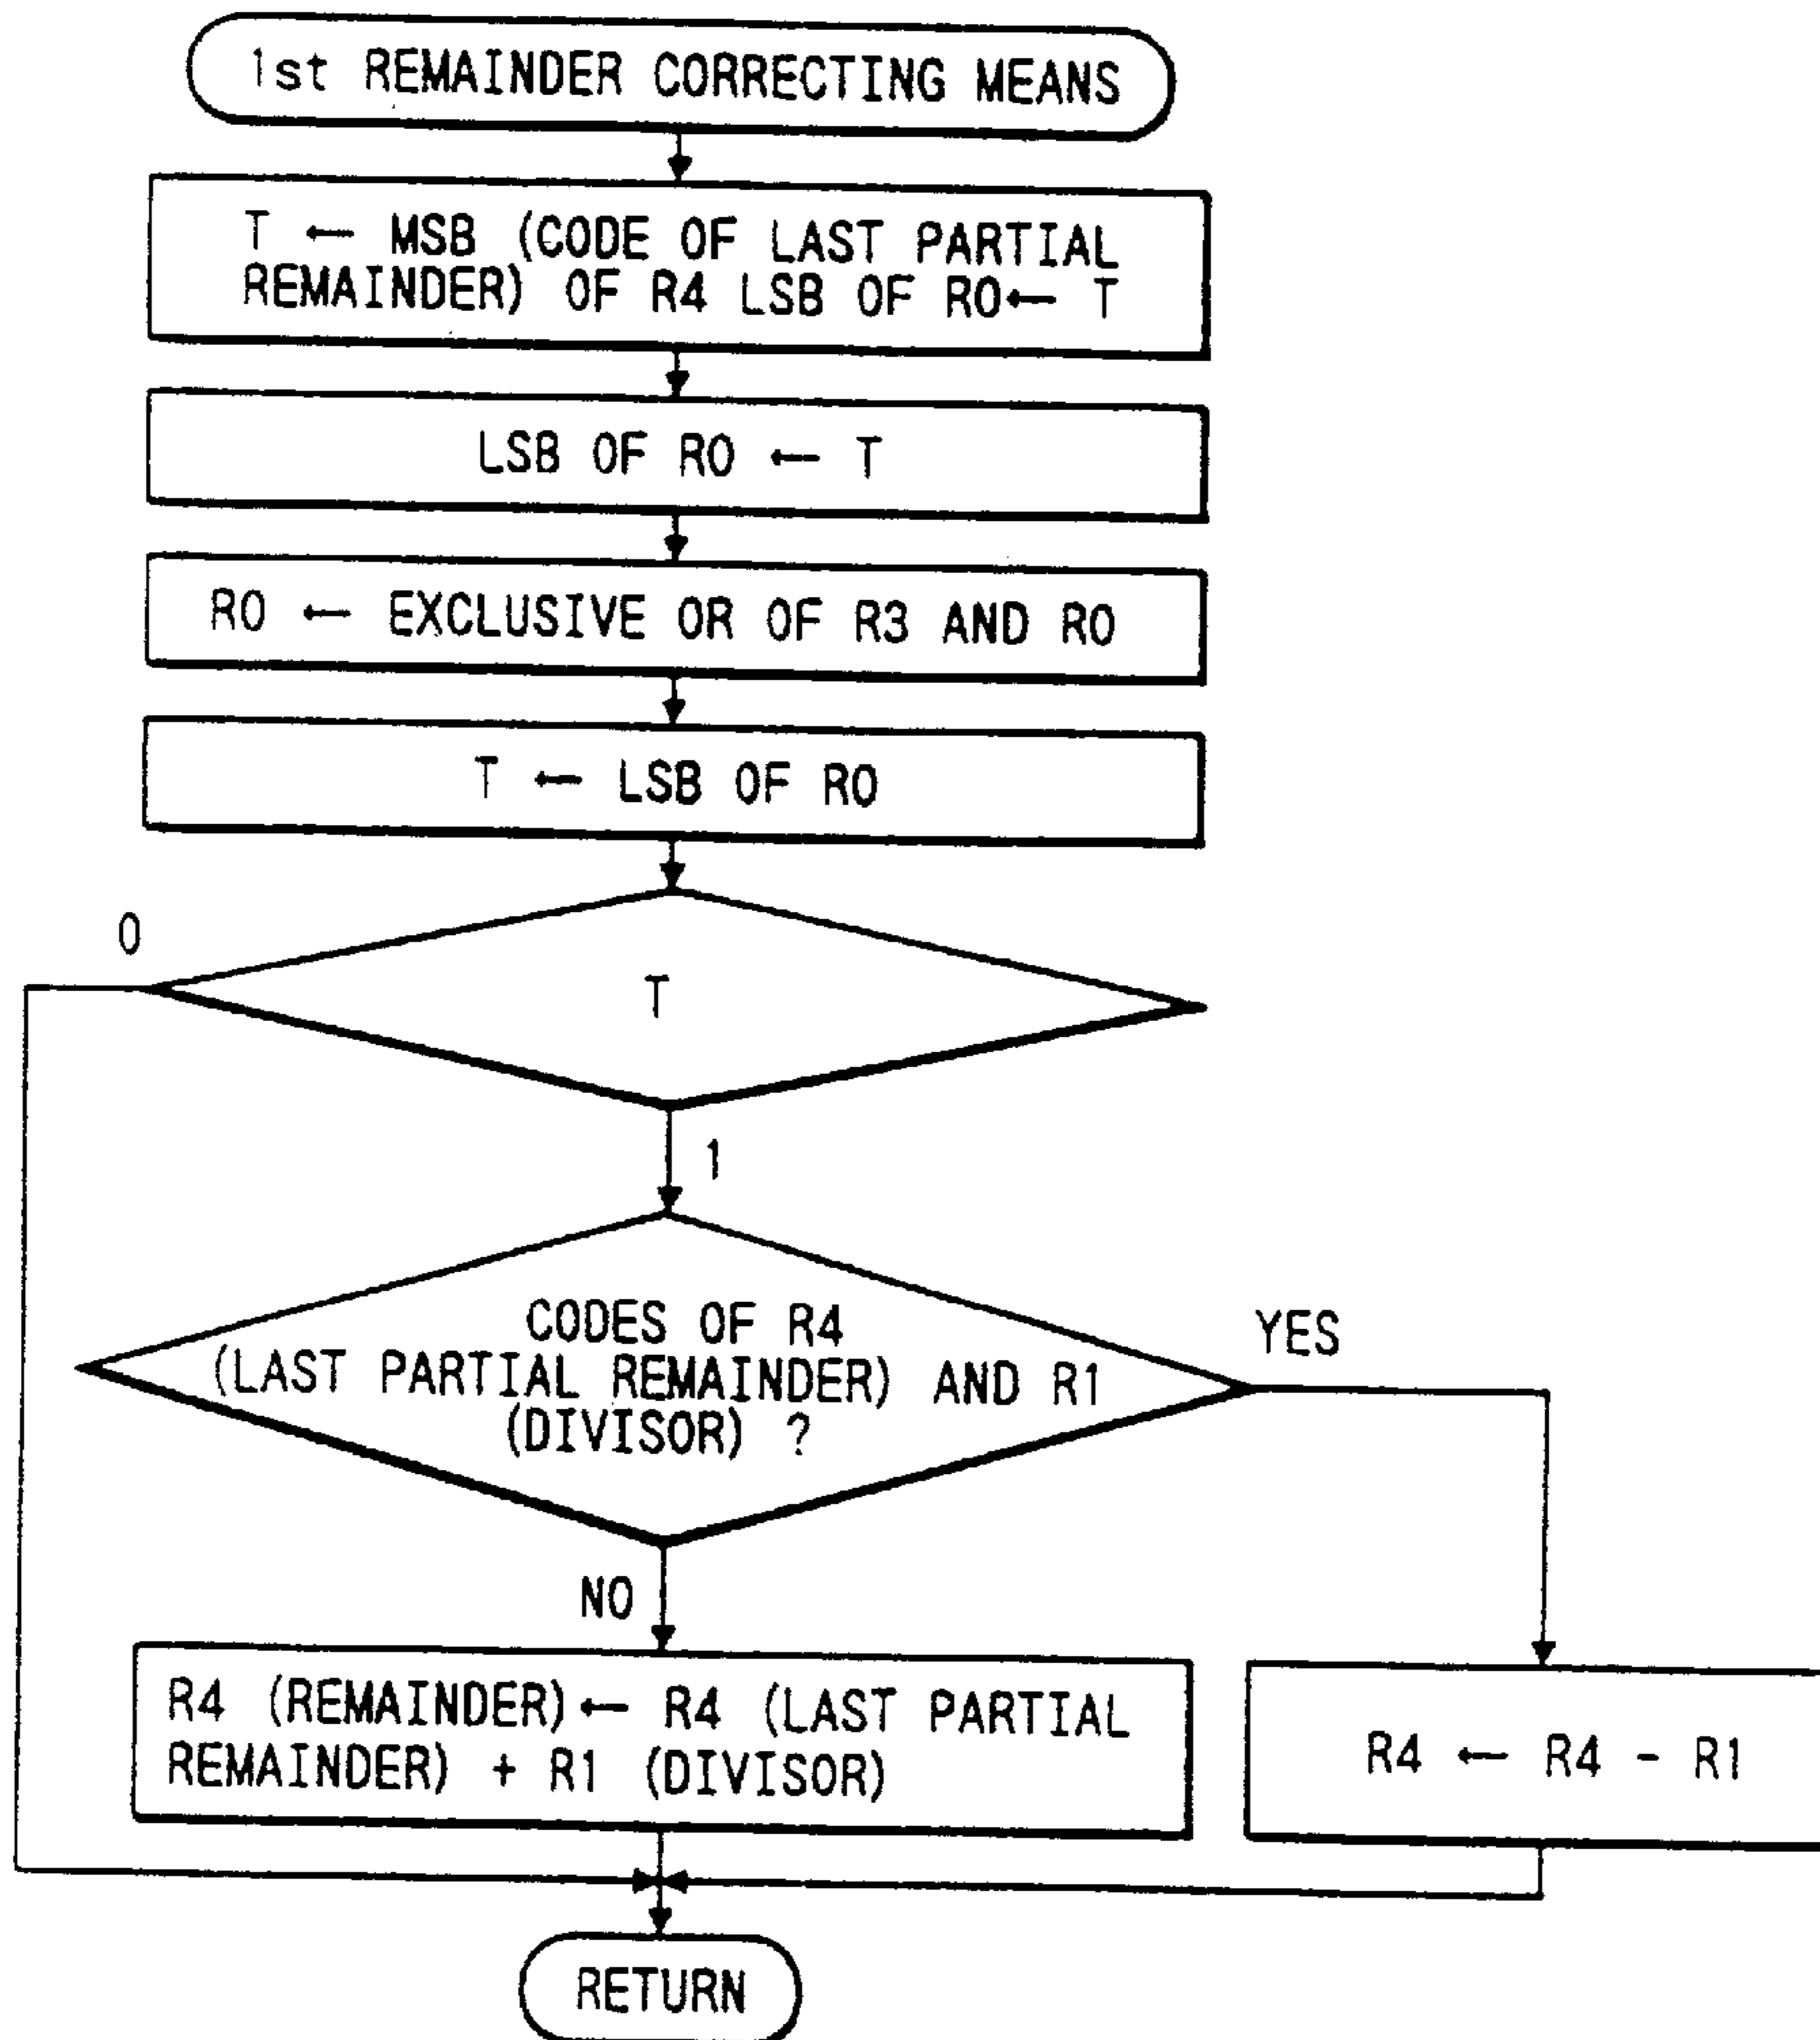 1st REMAINDER CORRECTING MEANS
T ← MSB (CODE OF LAST PARTIAL
REMAINDER) OF R4 LSB OF R0← T
LSB OF R0 ← T
R0 ← EXCLUSIVE OR OF R3 AND R0
T ← LSB OF R0
0
T
1
CODES OF R4
(LAST PARTIAL REMAINDER) AND R1
(DIVISOR) ?
YES
NO
R4 (REMAINDER)← R4 (LAST PARTIAL
REMAINDER) + R1 (DIVISOR)
R4 ← R4 - R1
RETURN